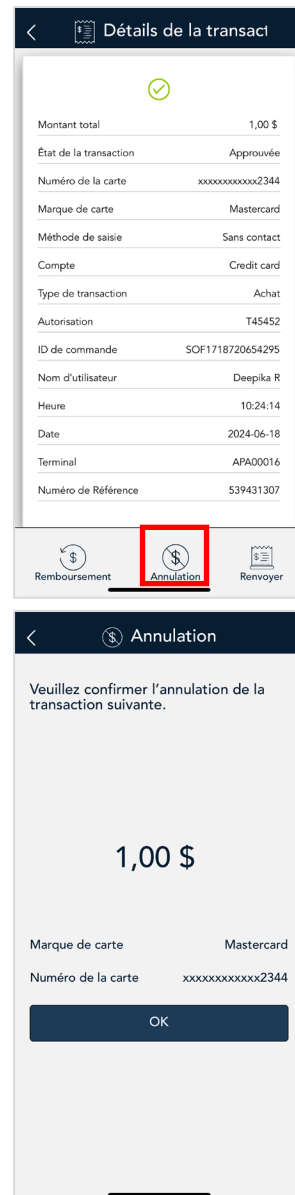 Détails de la transact
Montant total 1,00 $
État de la transaction Approuvée
Numéro de la carte xxxxxxxxxxxx2344
Marque de carte Mastercard
Méthode de saisie Sans contact
Compte Credit card
Type de transaction Achat
Autorisation T45452
ID de commande SOF1718720654295
Nom d'utilisateur Deepika R
Heure 10:24:14
Date 2024-06-18
Terminal APA00016
Numéro de Référence 539431307
Remboursement Annulation Renvoyer
Annulation
Veuillez confirmer l'annulation de la
transaction suivante.
1,00 $
Marque de carte Mastercard
Numéro de la carte xxxxxxxxxxxx2344
OK